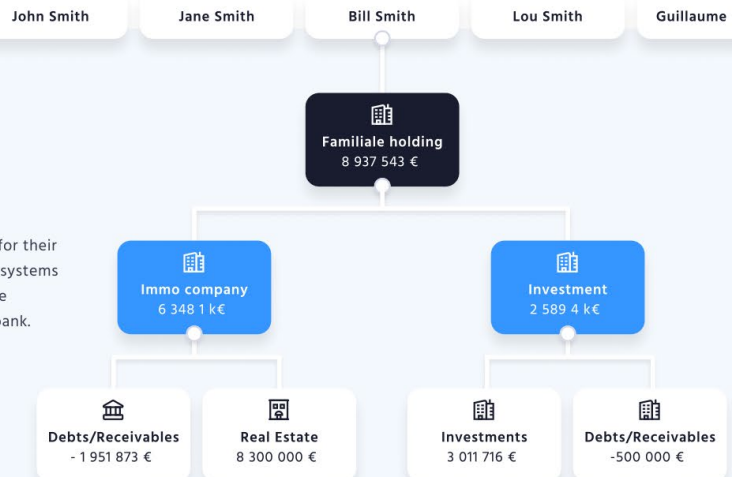 John Smith
Jane Smith
Bill Smith
Lou Smith
Guillaume
Familiale holding
8 937 543 €
for their
systems
e
bank.
Immo company
6 348 1 k€
Investment
2 589 4 k€
Debts/Receivables
- 1 951 873 €
Real Estate
8 300 000 €
Investments
3 011 716 €
Debts/Receivables
-500 000 €